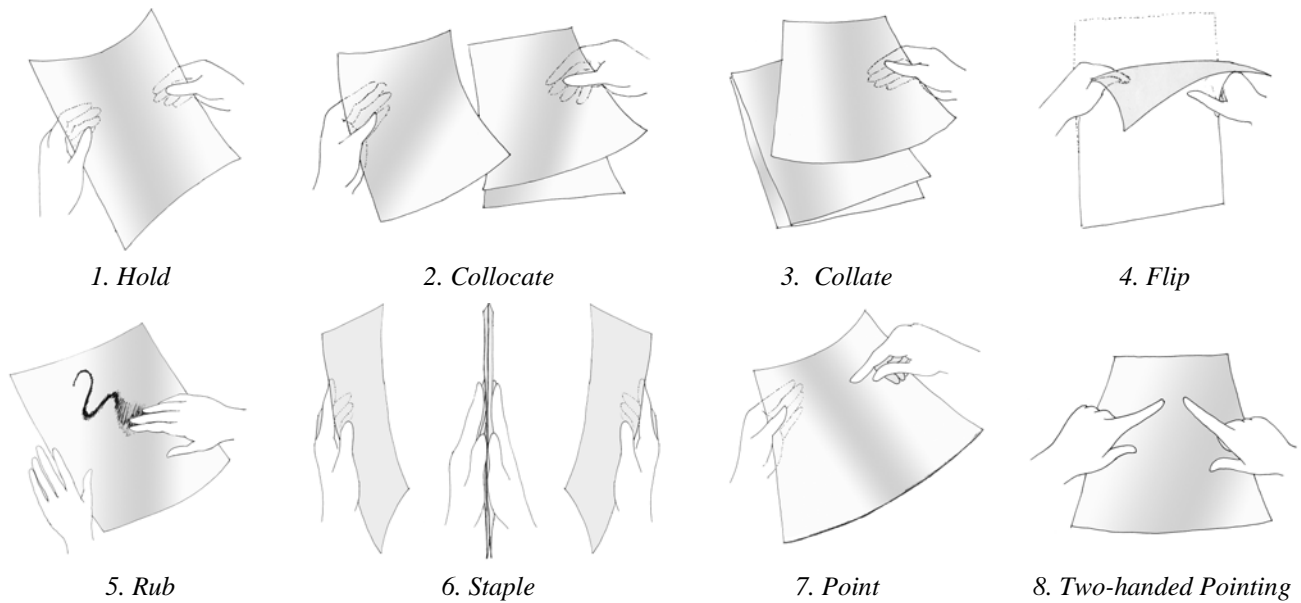 1. Hold
2. Collocate
3. Collate
4. Flip
5. Rub
6. Staple
7. Point
8. Two-handed Pointing